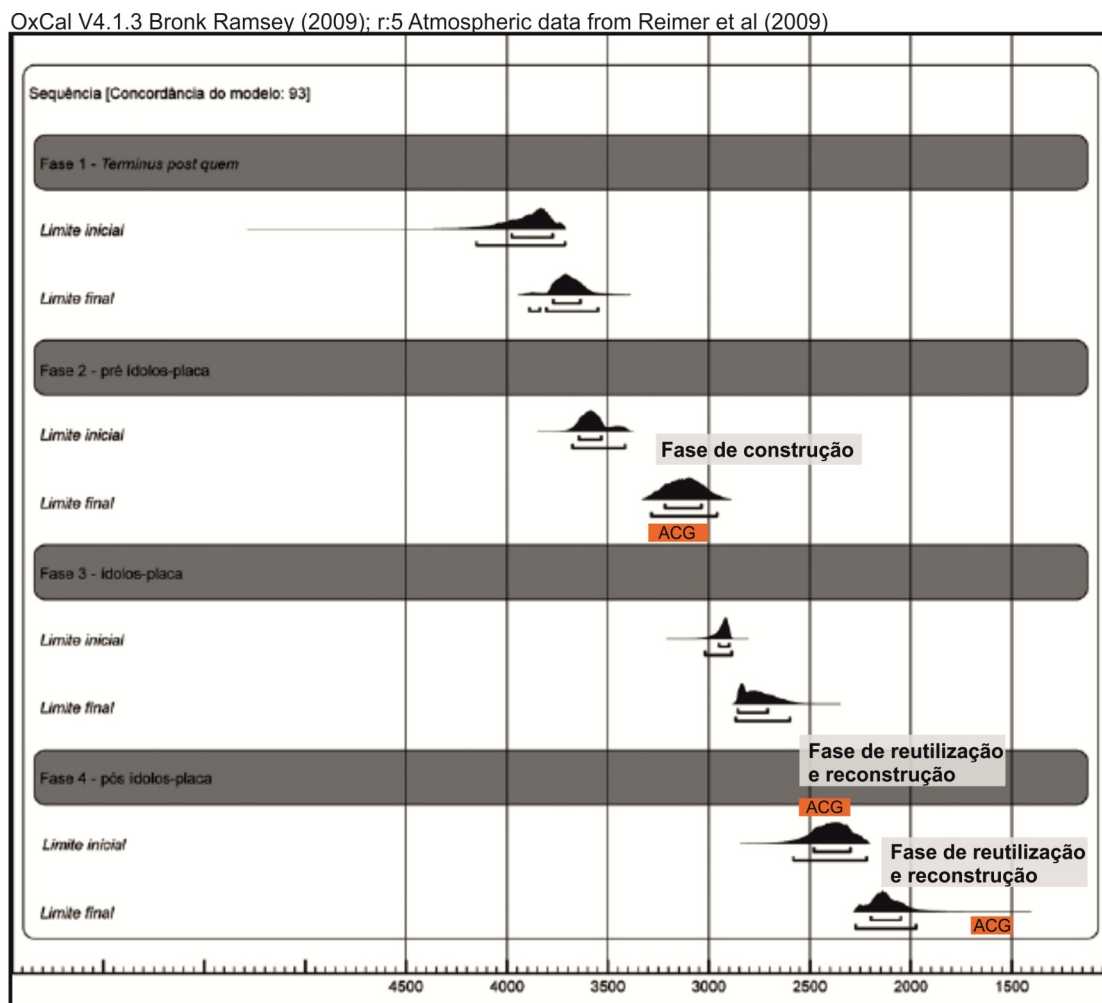 OxCal V4.1.3 Bronk Ramsey (2009); r:5 Atmospheric data from Reimer et al (2009)
Sequência [Concordância do modelo: 93]
Fase 1 - Terminus post quem
Limite inicial
Limite final
Fase 2 - pré ídolos-placa
Limite inicial
Fase de construção
Limite final
ACG
Fase 3 - ídolos-placa
Limite inicial
Limite final
Fase de reutilização
e reconstrução
Fase 4 - pós ídolos-placa
ACG
Limite inicial
Fase de reutilização
e reconstrução
Limite final
ACG
4500 4000 3500 3000 2500 2000 1500